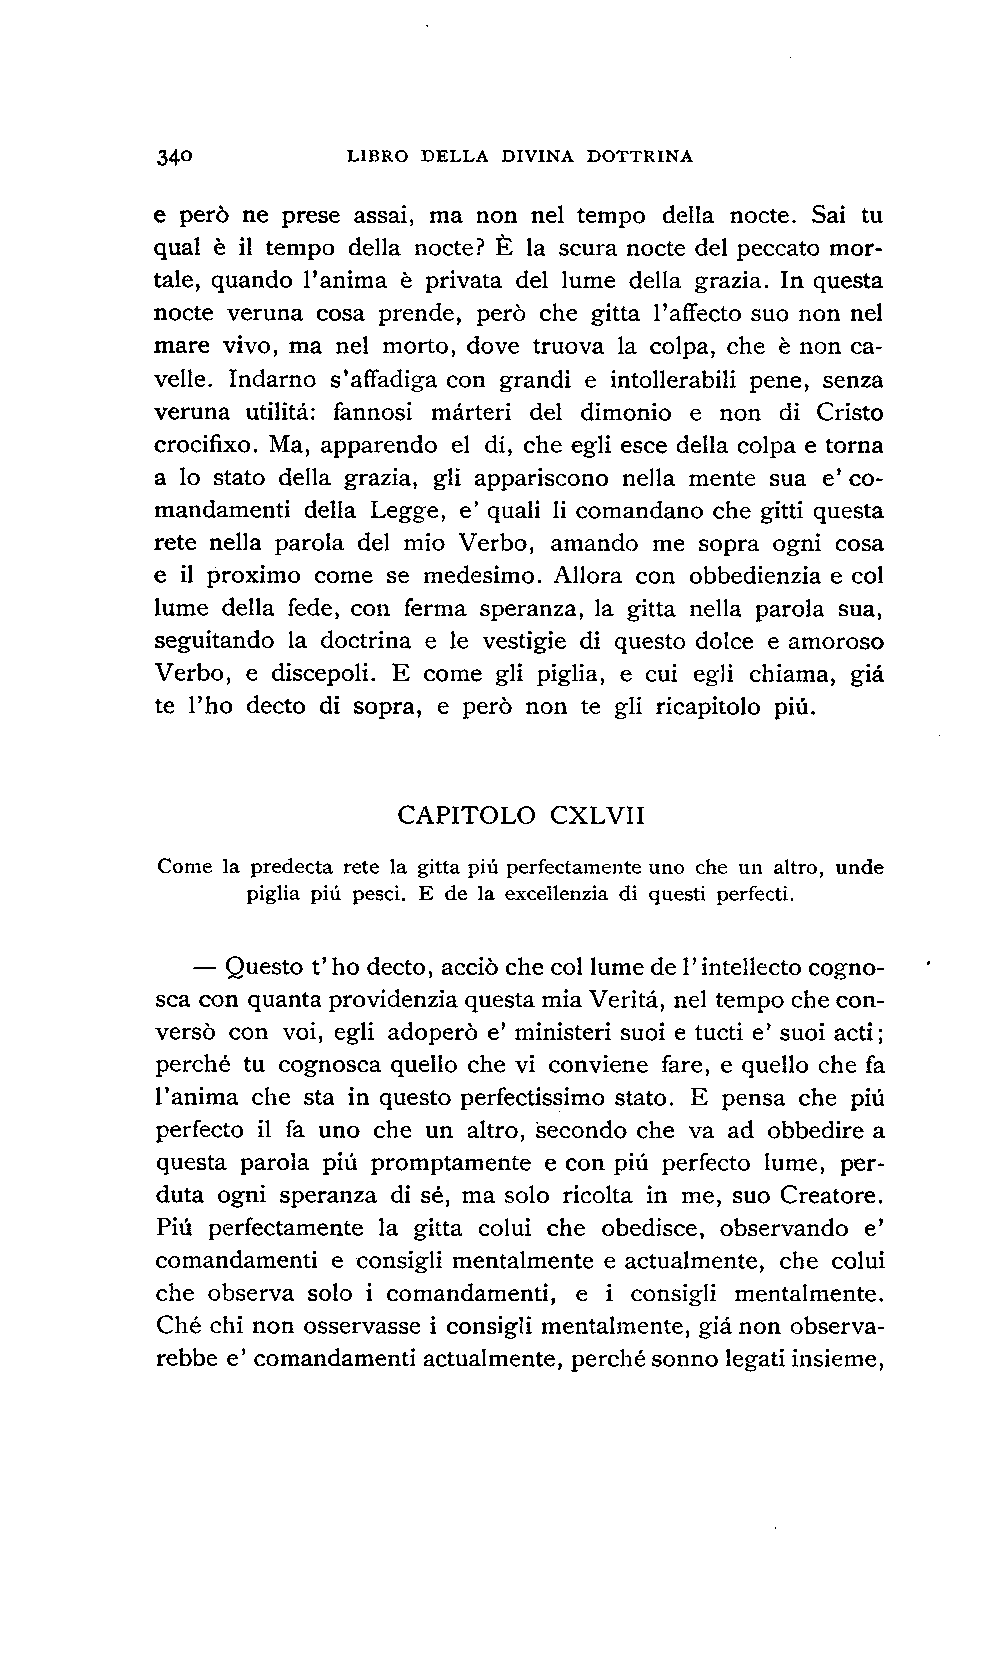 340 LIBRO DELLA DIVINA DOTTRINA
e però ne prese assai, ma non nel tempo della nocte. Sai tu
qual è il tempo della nocte? È la scura nocte del peccato mor-
tale, quando l'anima è privata del lume della grazia. In questa
nocte veruna cosa prende, però che gitta l'affecto suo non nel
mare vivo, ma nel morto, dove truova la colpa, che è non ca-
velle. Indarno s'affadiga con grandi e intollerabili pene, senza
veruna utilitá: fannosi márteri del dimonio e non di Cristo
crocifixo. Ma, apparendo el dí, che egli esce della colpa e torna
a lo stato della grazia, gli appariscono nella mente sua e' co-
mandamenti della Legge, e' quali li comandano che gitti questa
rete nella parola del mio Verbo, amando me sopra ogni cosa
e il proximo come se medesimo. Allora con obbedienzia e col
lume della fede, con ferma speranza, la gitta nella parola sua,
seguitando la doctrina e le vestigie di questo dolce e amoroso
Verbo, e discepoli. E come gli piglia, e cui egli chiama, giá
te l'ho decto di sopra, e però non te gli ricapitolo piú.
CAPITOLO CXLVII
Come la predecta rete la gitta piú perfectamente uno che un altro, unde
piglia piú pesci. E de la excellenzia di questi perfecti.
— Questo t'ho decto, acciò che col lume de l'intellecto cogno-
sca con quanta providenzia questa mia Veritá, nel tempo che con-
versò con voi, egli adoperò e' ministeri suoi e tucti e' suoi acti;
perché tu cognosca quello che vi conviene fare, e quello che fa
l'anima che sta in questo perfectissimo stato. E pensa che piú
perfecto il fa uno che un altro, secondo che va ad obbedire a
questa parola piú promptamente e con piú perfecto lume, per-
duta ogni speranza di sé, ma solo ricolta in me, suo Creatore.
Piú perfectamente la gitta colui che obedisce, observando e'
comandamenti e consigli mentalmente e actualmente, che colui
che observa solo i comandamenti, e i consigli mentalmente.
Ché chi non osservasse i consigli mentalmente, giá non observa-
rebbe e' comandamenti actualmente, perché sonno legati insieme,